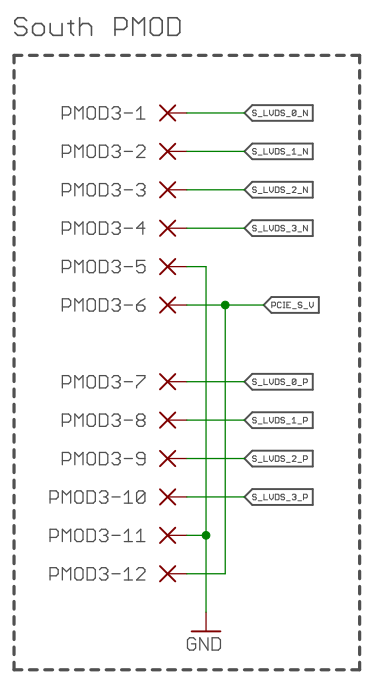 South PMOD
PMOD3-1 S_LVDS_0_N
PMOD3-2 S_LVDS_1_N
PMOD3-3 S_LVDS_2_N
PMOD3-4 S_LVDS_3_N
PMOD3-5
PMOD3-6 PCIE_S_V
PMOD3-7 S_LVDS_0_P
PMOD3-8 S_LVDS_1_P
PMOD3-9 S_LVDS_2_P
PMOD3-10 S_LVDS_3_P
PMOD3-11
PMOD3-12
GND